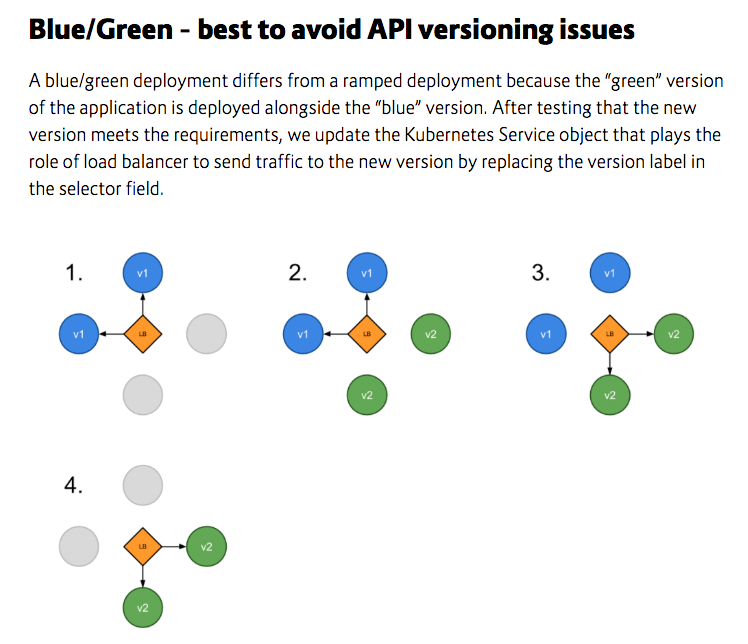 Blue/Green - best to avoid API versioning issues
A blue/green deployment differs from a ramped deployment because the “green” version
of the application is deployed alongside the “blue” version. After testing that the new
version meets the requirements, we update the Kubernetes Service object that plays the
role of load balancer to send traffic to the new version by replacing the version label in
the selector field.
1.
v1
v1
LB
2.
v1
v1
LB
v2
v2
3.
v1
v1
LB
v2
v2
4.
LB
v2
v2